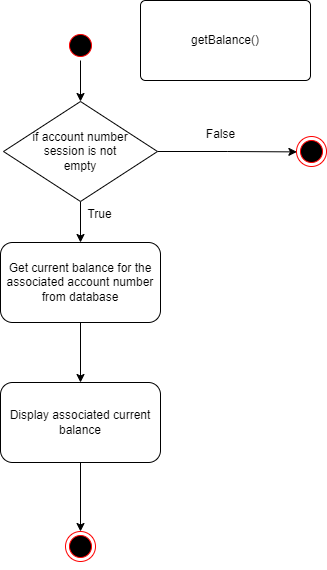 getBalance()
if account number
session is not
empty
False
True
Get current balance for the
associated account number
from database
Display associated current
balance